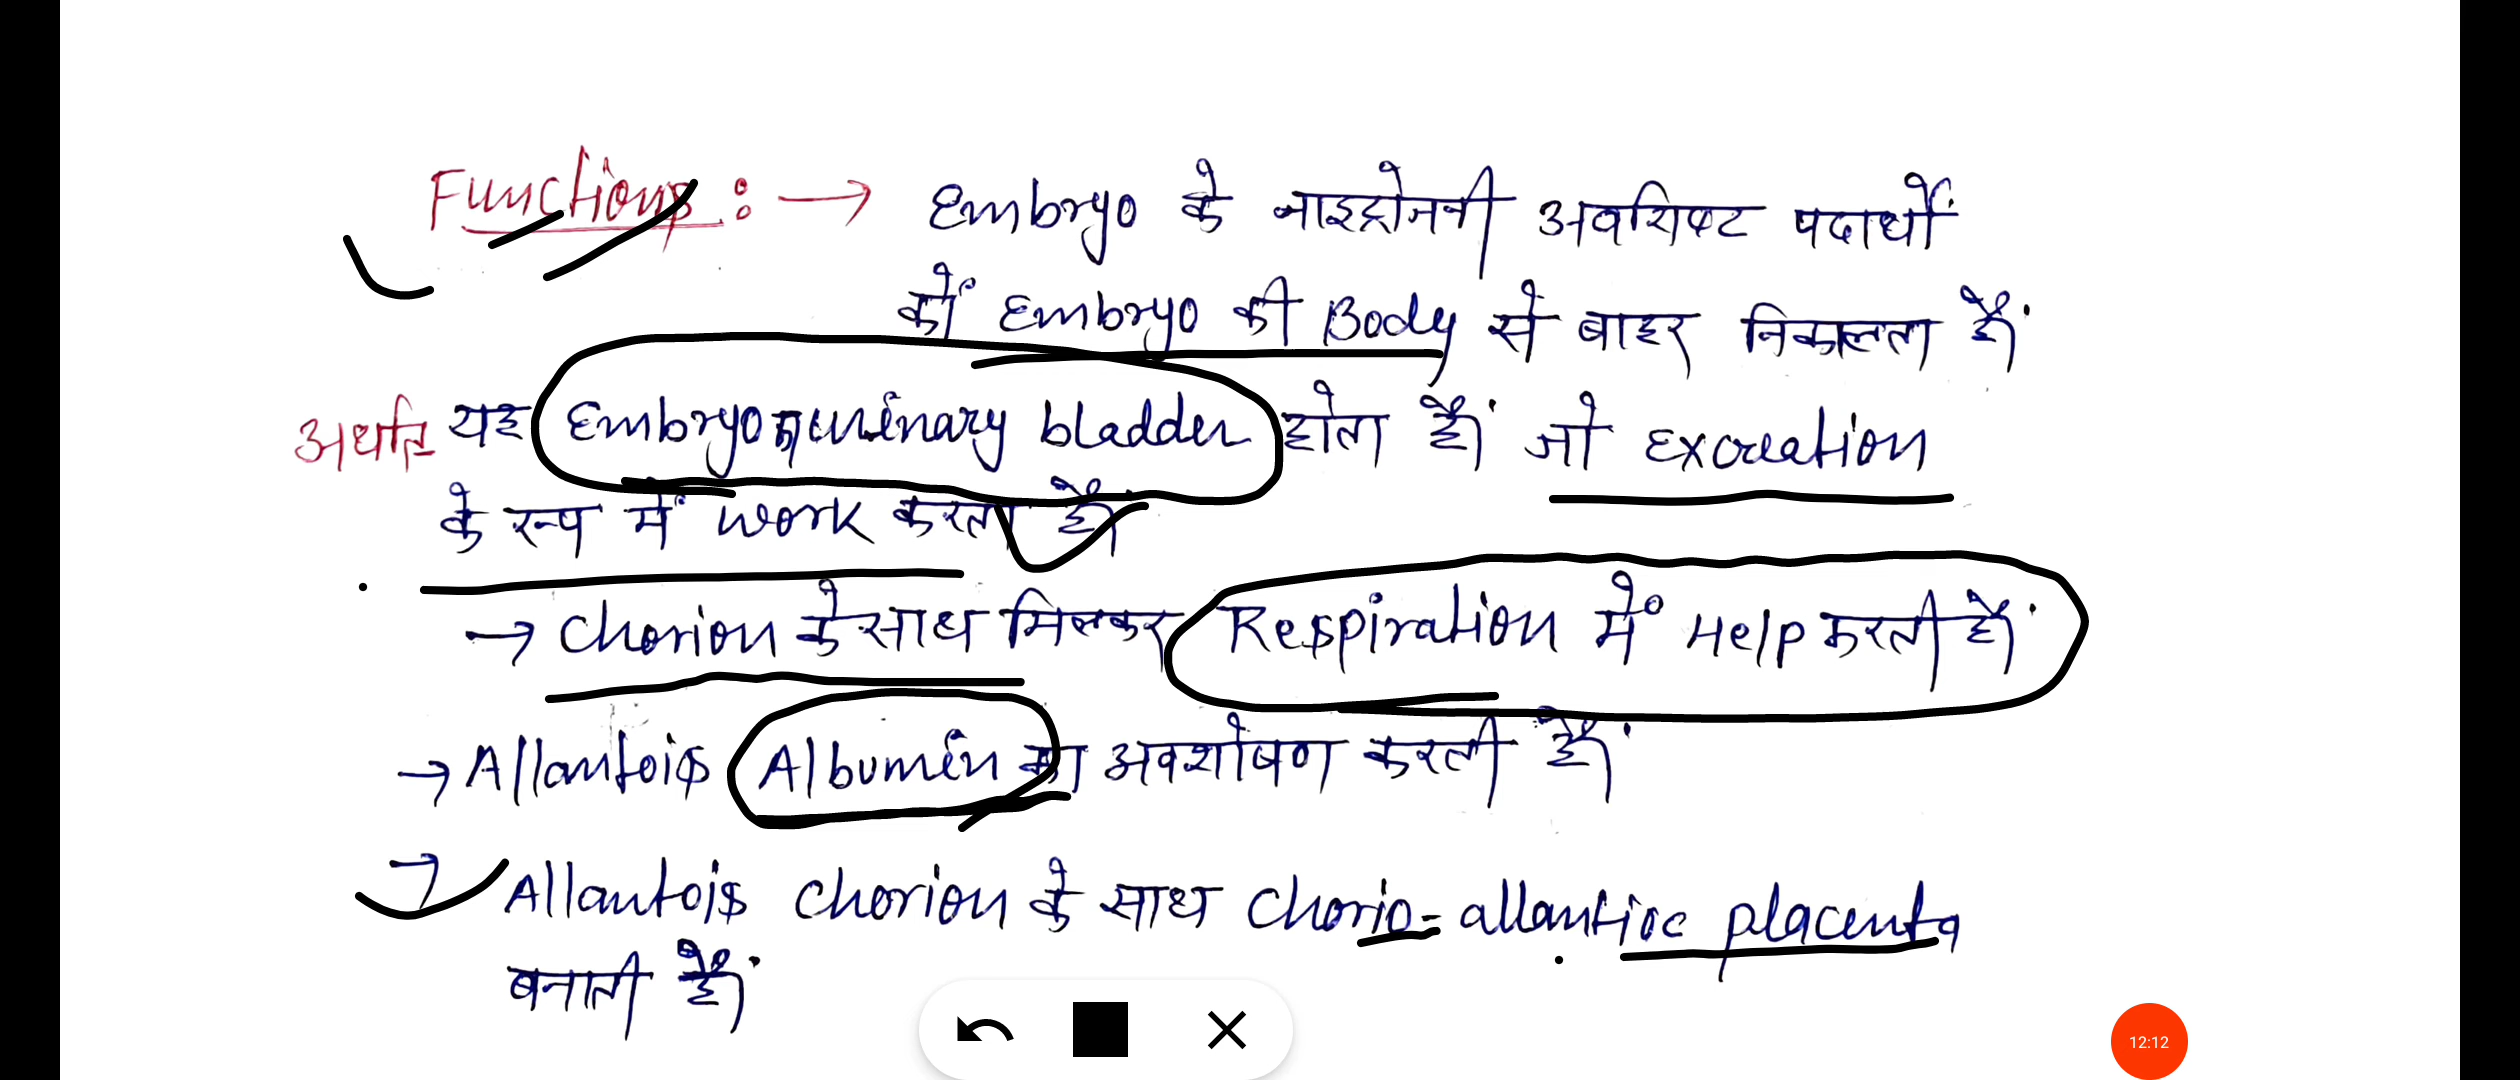 Functions :→ Embryo के नाइट्रोजनी अवशिष्ट पदार्थों
कों Embryo की Body से बाहर निकालता हैं।
अर्थात यह Embryo urinary bladder होता हैं। जो Excreation
के रूप में work करता हैं।
→ Chorion के साथ मिलकर Respiration में Help करती हैं।
→ Allantois Albumin का अवशोषण करती हैं।
→ Allantois Chorion के साथ Chorio-allantioc placenta
बनाती हैं।
12:12